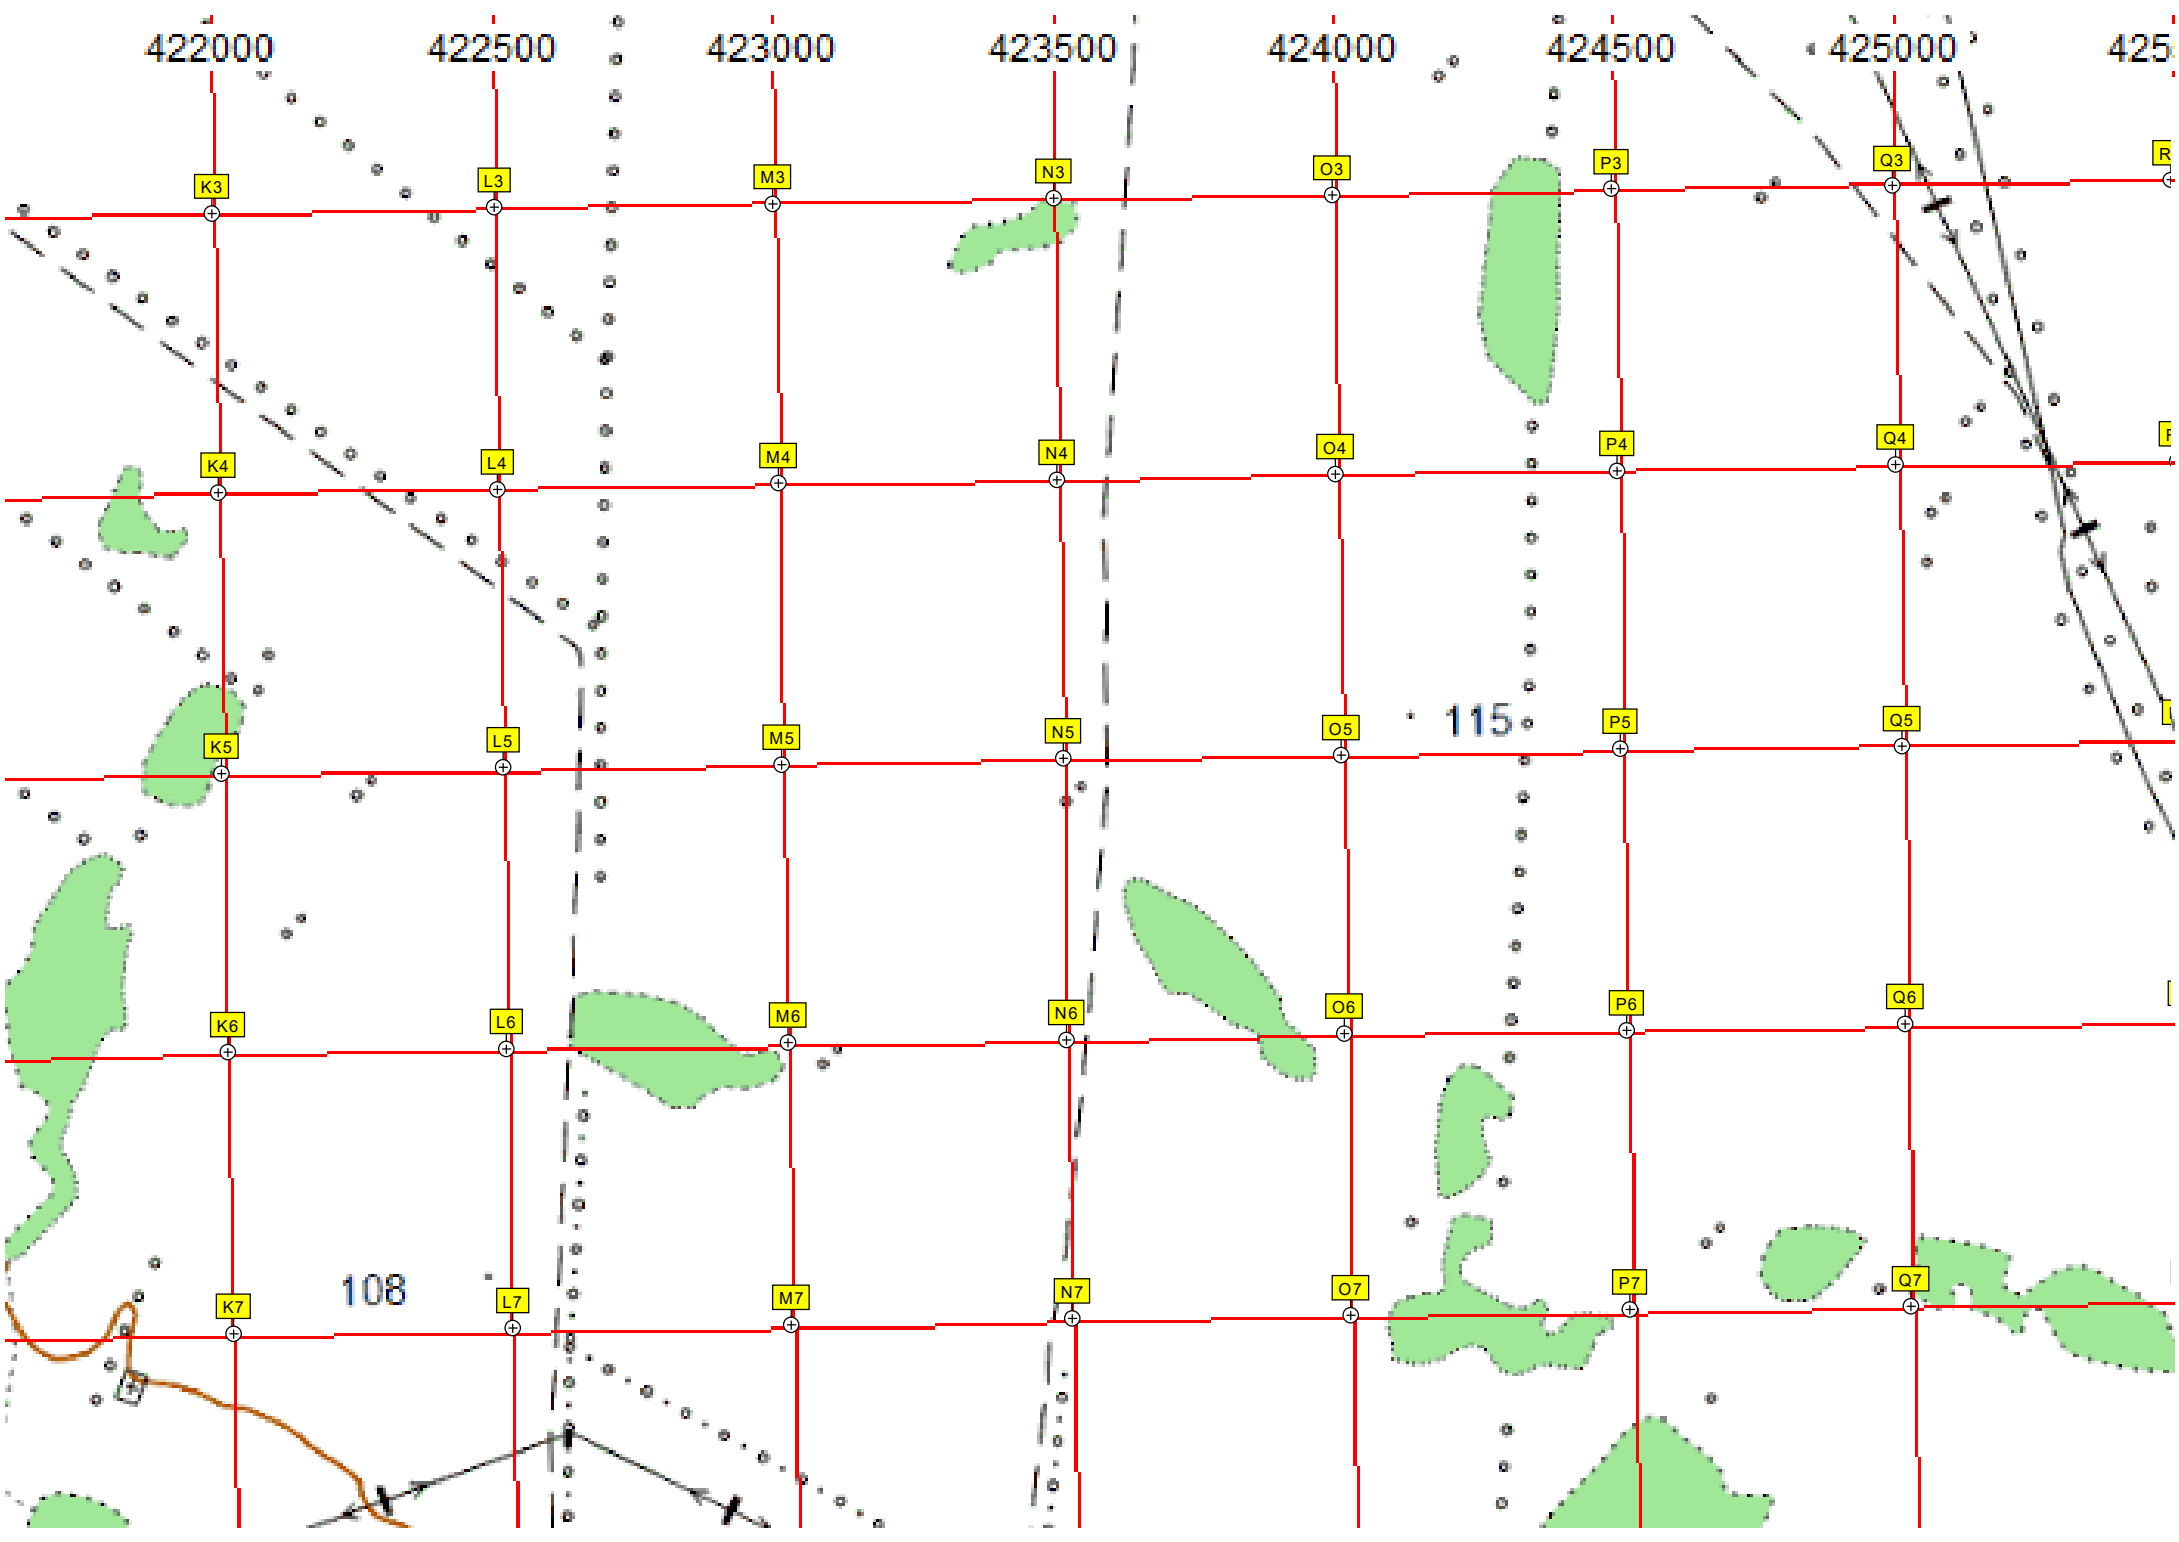 422000 422500 423000 423500 424000 424500 425000 425
K3 L3 M3 N3 O3 P3 Q3 R
K4 L4 M4 N4 O4 P4 Q4
K5 L5 M5 N5 O5 115 P5 Q5
K6 L6 M6 N6 O6 P6 Q6
K7 108 L7 M7 N7 O7 P7 Q7